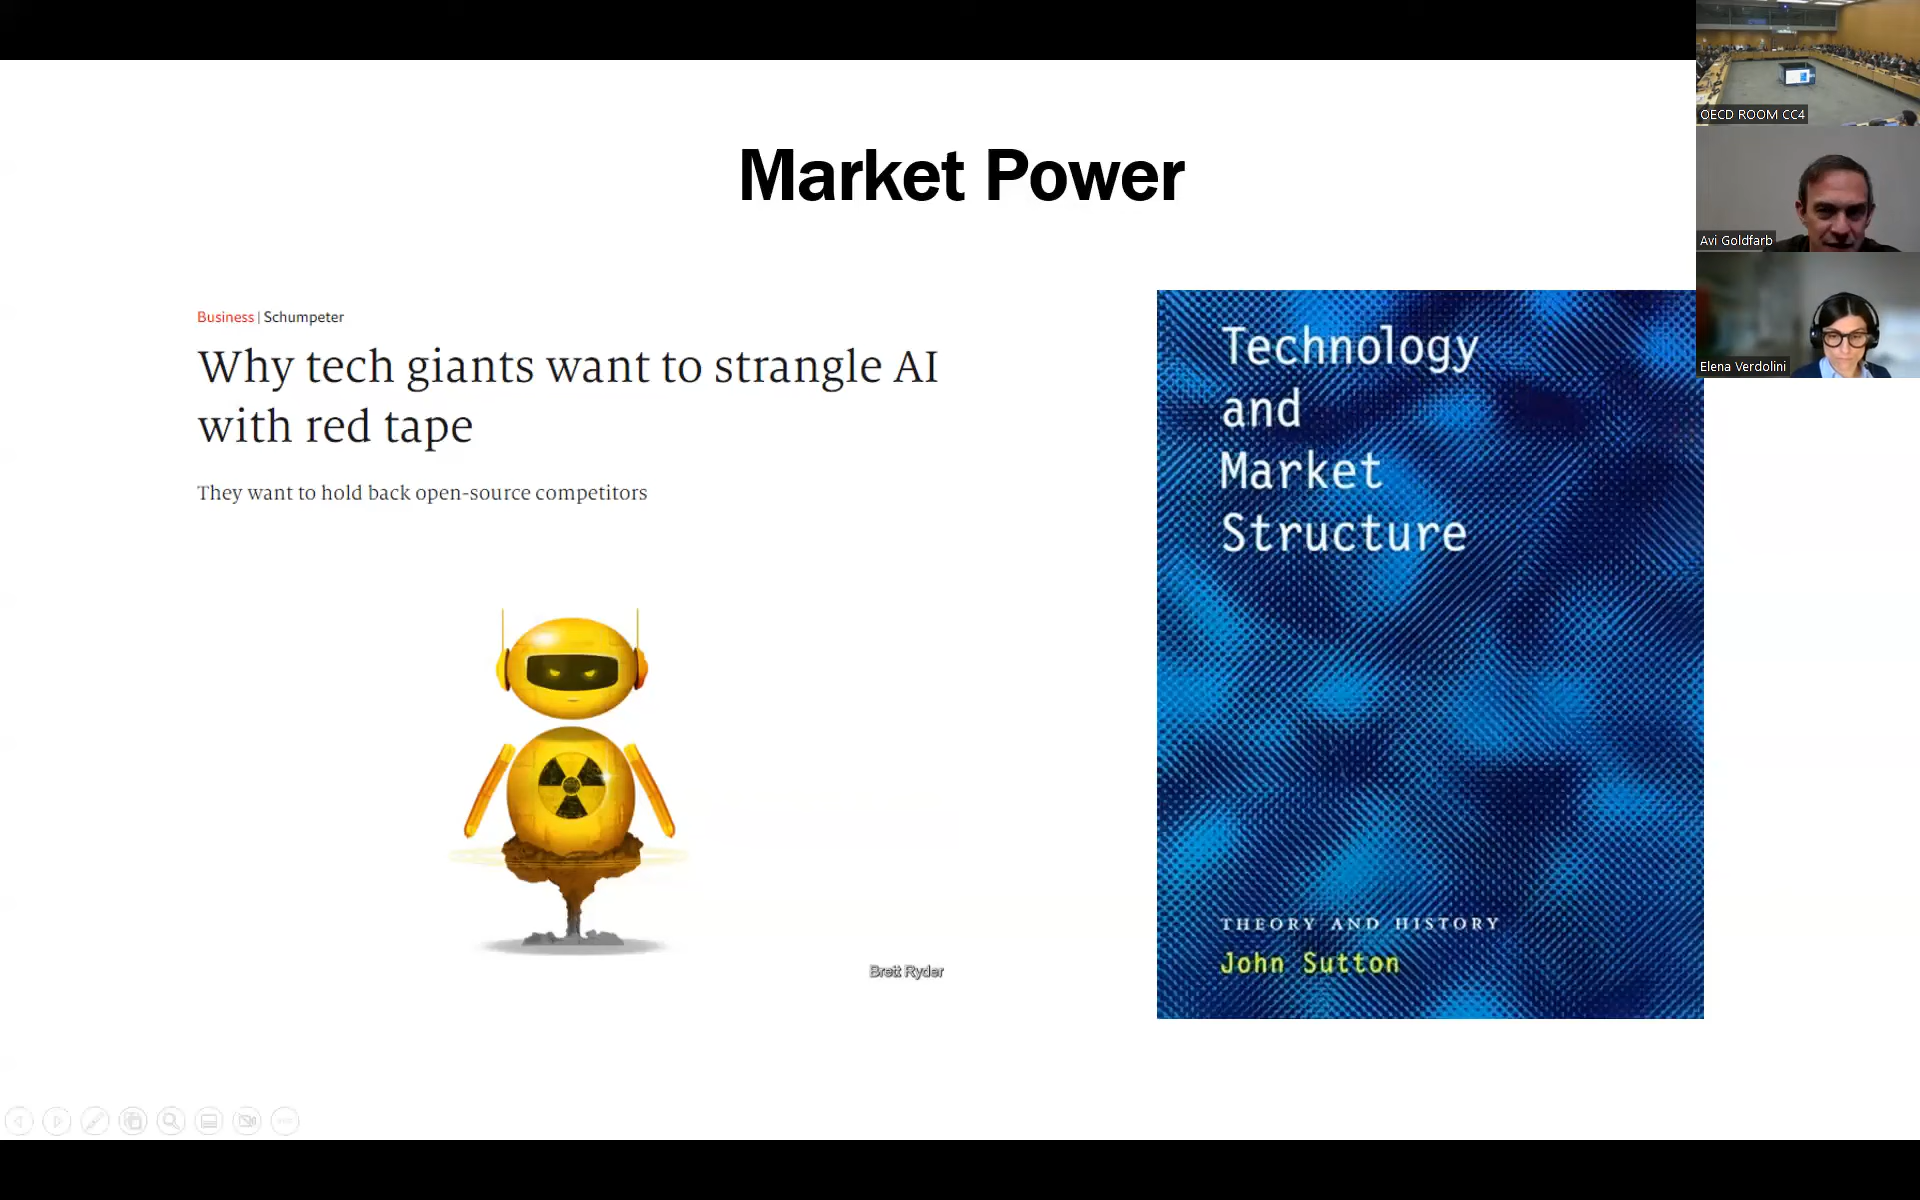 Market Power
Business | Schumpeter
Why tech giants want to strangle AI
with red tape
They want to hold back open-source competitors
Brett Ryder
Technology
and
Market
Structure
THEORY AND HISTORY
John Sutton
OECD ROOM CC4
Avi Goldfarb
Elena Verdolini